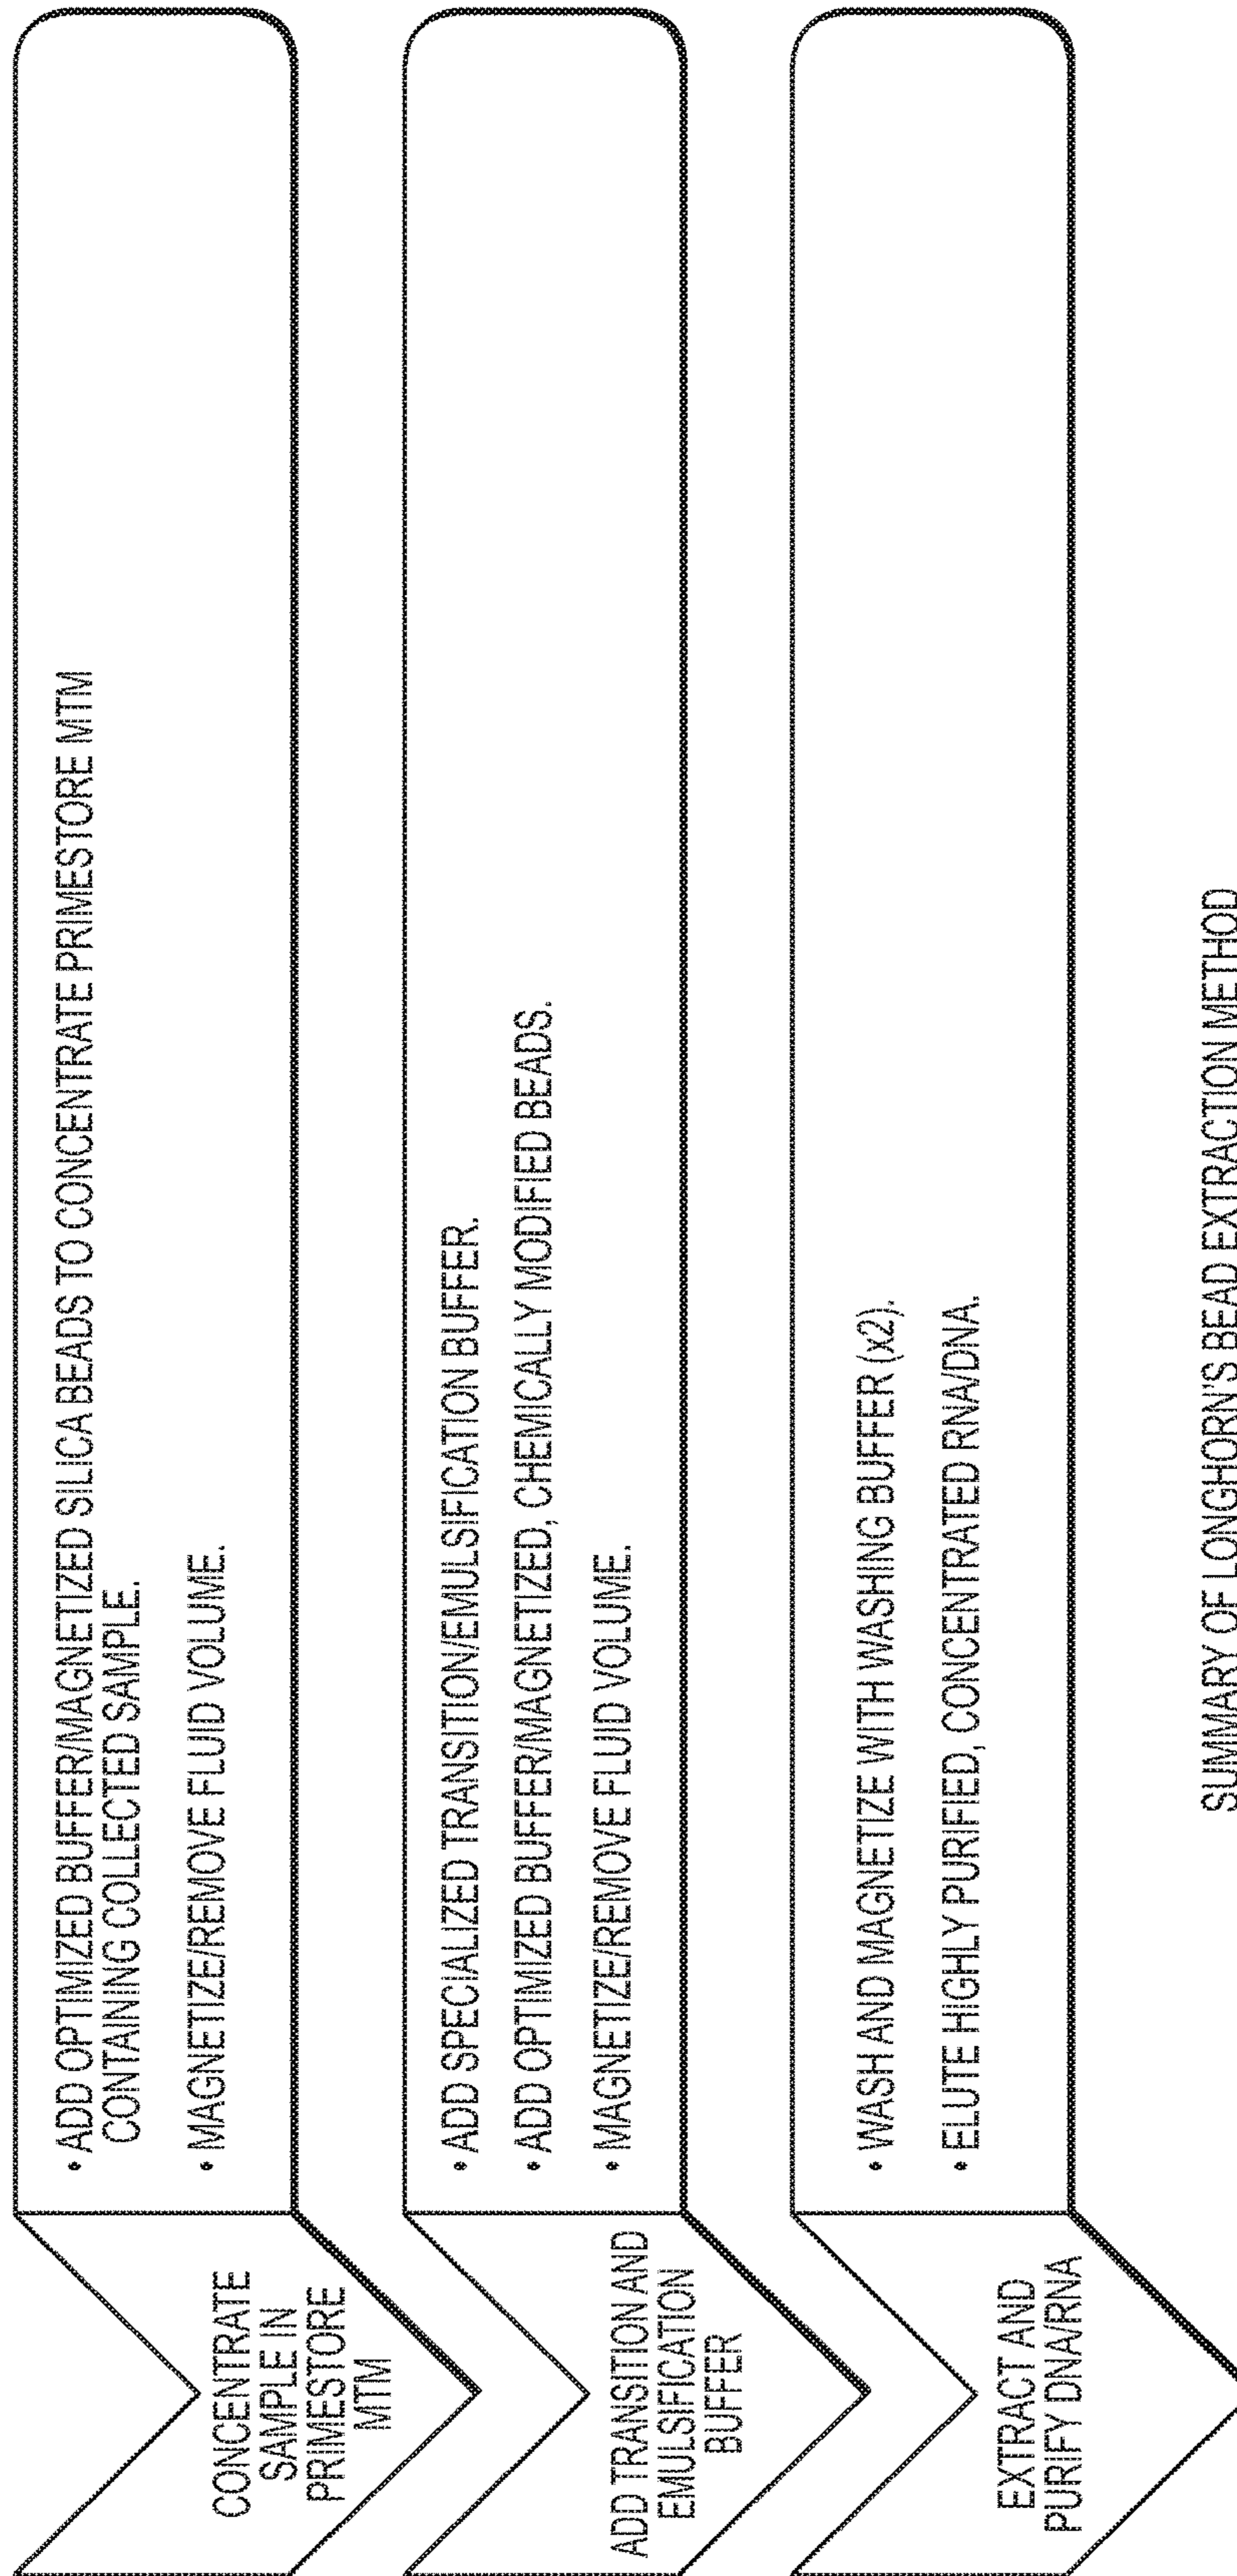 CONCENTRATE
SAMPLE IN
PRIMESTORE
MTM
• ADD OPTIMIZED BUFFER/MAGNETIZED SILICA BEADS TO CONCENTRATE PRIMESTORE MTM
CONTAINING COLLECTED SAMPLE.
• MAGNETIZE/REMOVE FLUID VOLUME.
ADD TRANSITION AND
EMULSIFICATION
BUFFER
• ADD SPECIALIZED TRANSITION/EMULSIFICATION BUFFER.
• ADD OPTIMIZED BUFFER/MAGNETIZED, CHEMICALLY MODIFIED BEADS.
• MAGNETIZE/REMOVE FLUID VOLUME.
EXTRACT AND
PURIFY DNA/RNA
• WASH AND MAGNETIZE WITH WASHING BUFFER (x2).
• ELUTE HIGHLY PURIFIED, CONCENTRATED RNA/DNA.
SUMMARY OF LONGHORN'S BEAD EXTRACTION METHOD